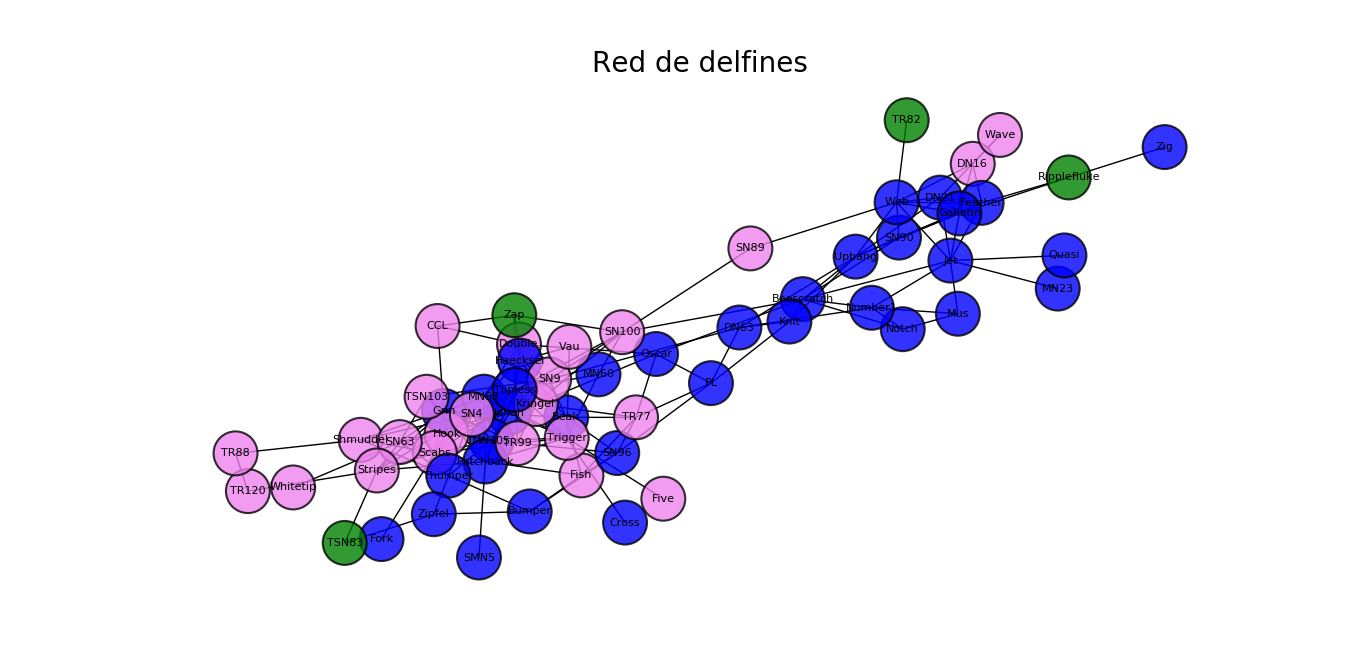 Red de delfines
TR82
Wave
Zig
DN16
Ripplefluke
DN21
Web
Feather
Gallatin
SN90
SN89
Upbang
Quasi
Jet
MN23
Beescratch
Number
Mus
Zap
Knit
CCL
DN63
Notch
SN100
Double
Vau
Oscar
Haecksel
MN60
SN9
PL
Topless
TSN103
Kringel
SN4
Beak
TR77
Hook
Trigger
Shmuddel
SN63
MN105
TR99
Scabs
SN96
TR88
Patchback
Stripes
Thumper
Fish
Whitetip
TR120
Five
Bumper
Zipfel
Cross
Fork
TSN83
SMN5